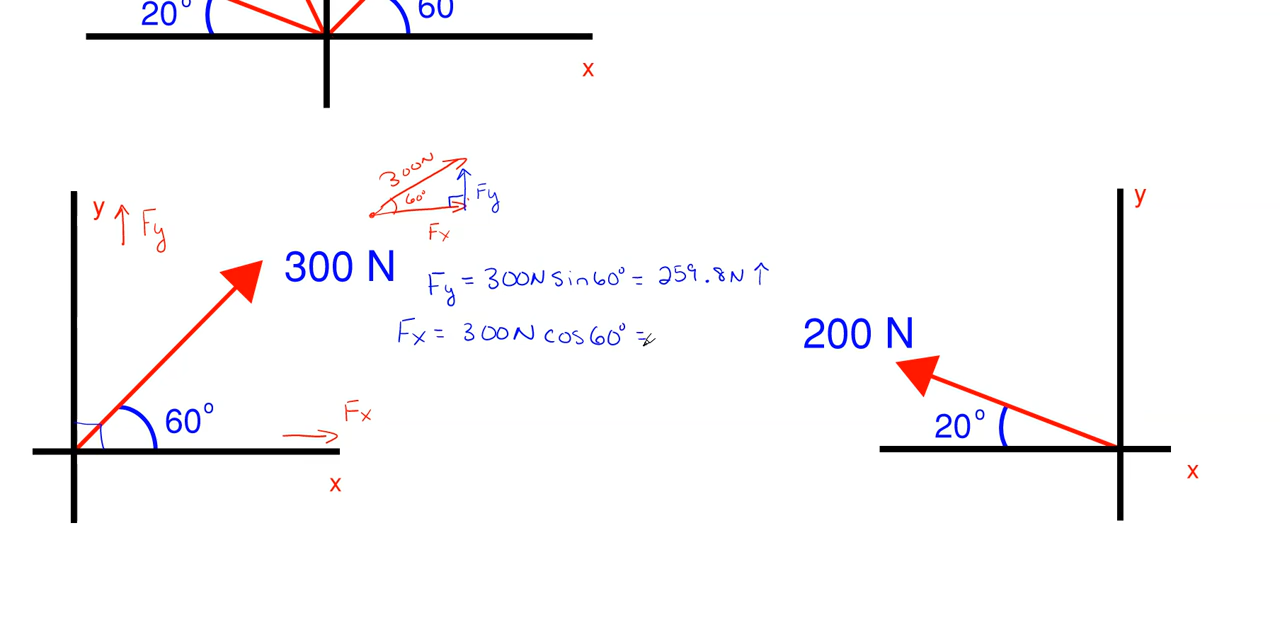 20°
60
x
300N
60°
Fy
Fx
y
Fy
300 N
Fy = 300N sin60° = 259.8N ↑
Fx = 300N cos60° =
60°
Fx
x
y
200 N
20°
x